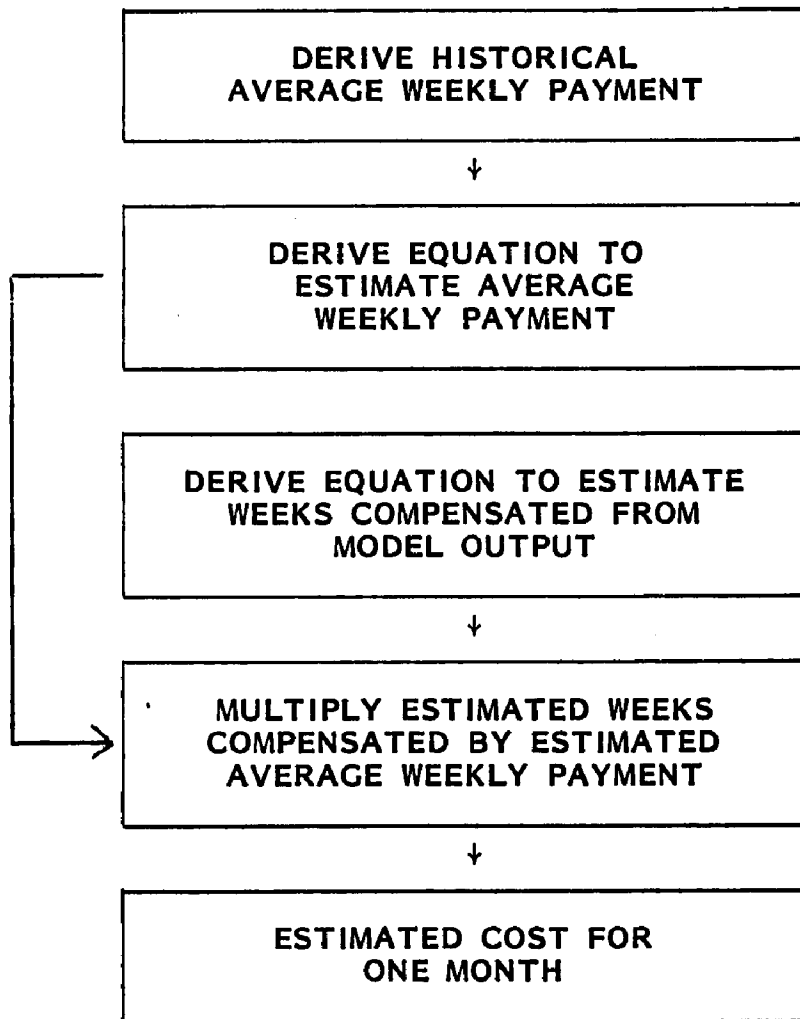 DERIVE HISTORICAL
AVERAGE WEEKLY PAYMENT
DERIVE EQUATION TO
ESTIMATE AVERAGE
WEEKLY PAYMENT
DERIVE EQUATION TO ESTIMATE
WEEKS COMPENSATED FROM
MODEL OUTPUT
MULTIPLY ESTIMATED WEEKS
COMPENSATED BY ESTIMATED
AVERAGE WEEKLY PAYMENT
ESTIMATED COST FOR
ONE MONTH